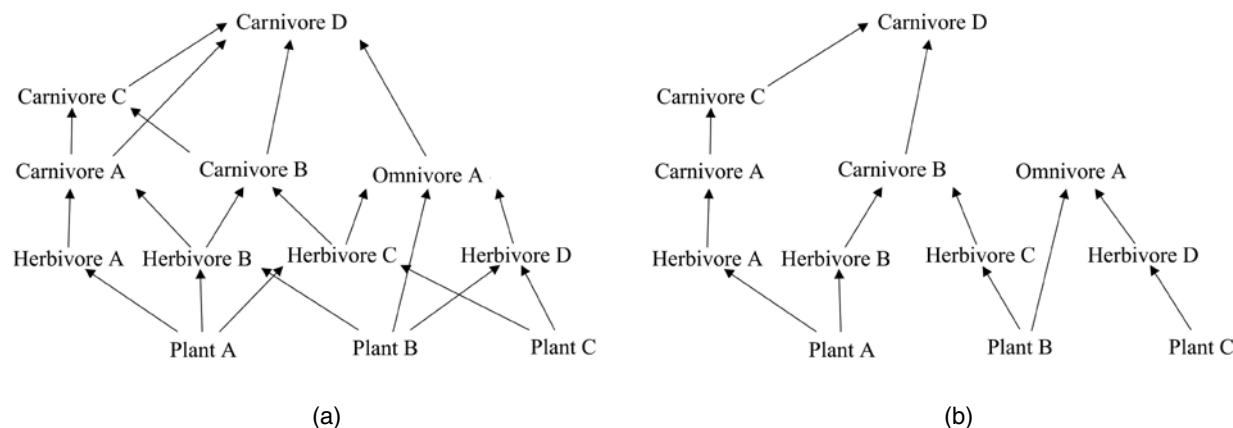 Carnivore D
Carnivore C
Carnivore A
Carnivore B
Omnivore A
Herbivore A
Herbivore B
Herbivore C
Herbivore D
Plant A
Plant B
Plant C
(a)
Carnivore D
Carnivore C
Carnivore A
Carnivore B
Omnivore A
Herbivore A
Herbivore B
Herbivore C
Herbivore D
Plant A
Plant B
Plant C
(b)